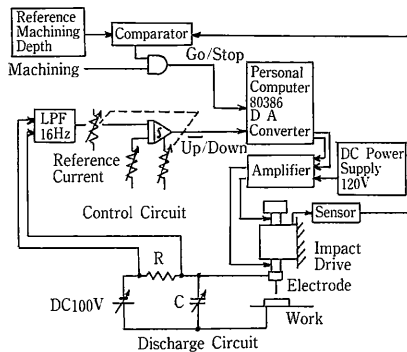 Reference
Machining
Depth
Comparator
Go/Stop
Machining
Personal
Computer
80386
D A
Converter
LPF
16Hz
Up/Down
Reference
Current
Amplifier
DC Power
Supply
120V
Control Circuit
Sensor
Impact
Drive
Electrode
R
DC100V
C
Work
Discharge Circuit